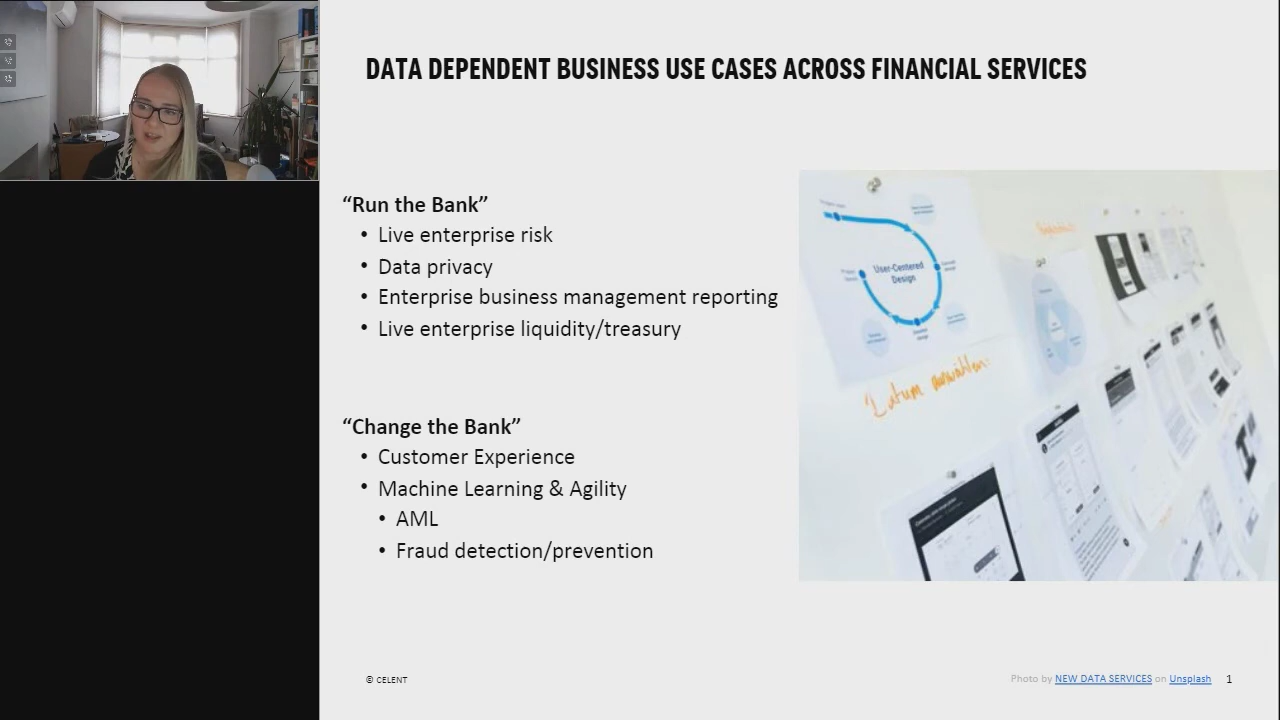 DATA DEPENDENT BUSINESS USE CASES ACROSS FINANCIAL SERVICES
“Run the Bank”
• Live enterprise risk
• Data privacy
• Enterprise business management reporting
• Live enterprise liquidity/treasury
“Change the Bank”
• Customer Experience
• Machine Learning & Agility
• AML
• Fraud detection/prevention
User-Centered
Design
© CELENT
Photo by NEW DATA SERVICES on Unsplash
1